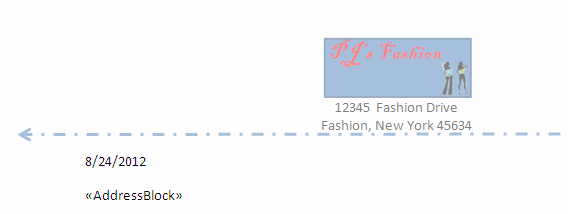 PJ's Fashion
12345 Fashion Drive
Fashion, New York 45634
8/24/2012
«AddressBlock»